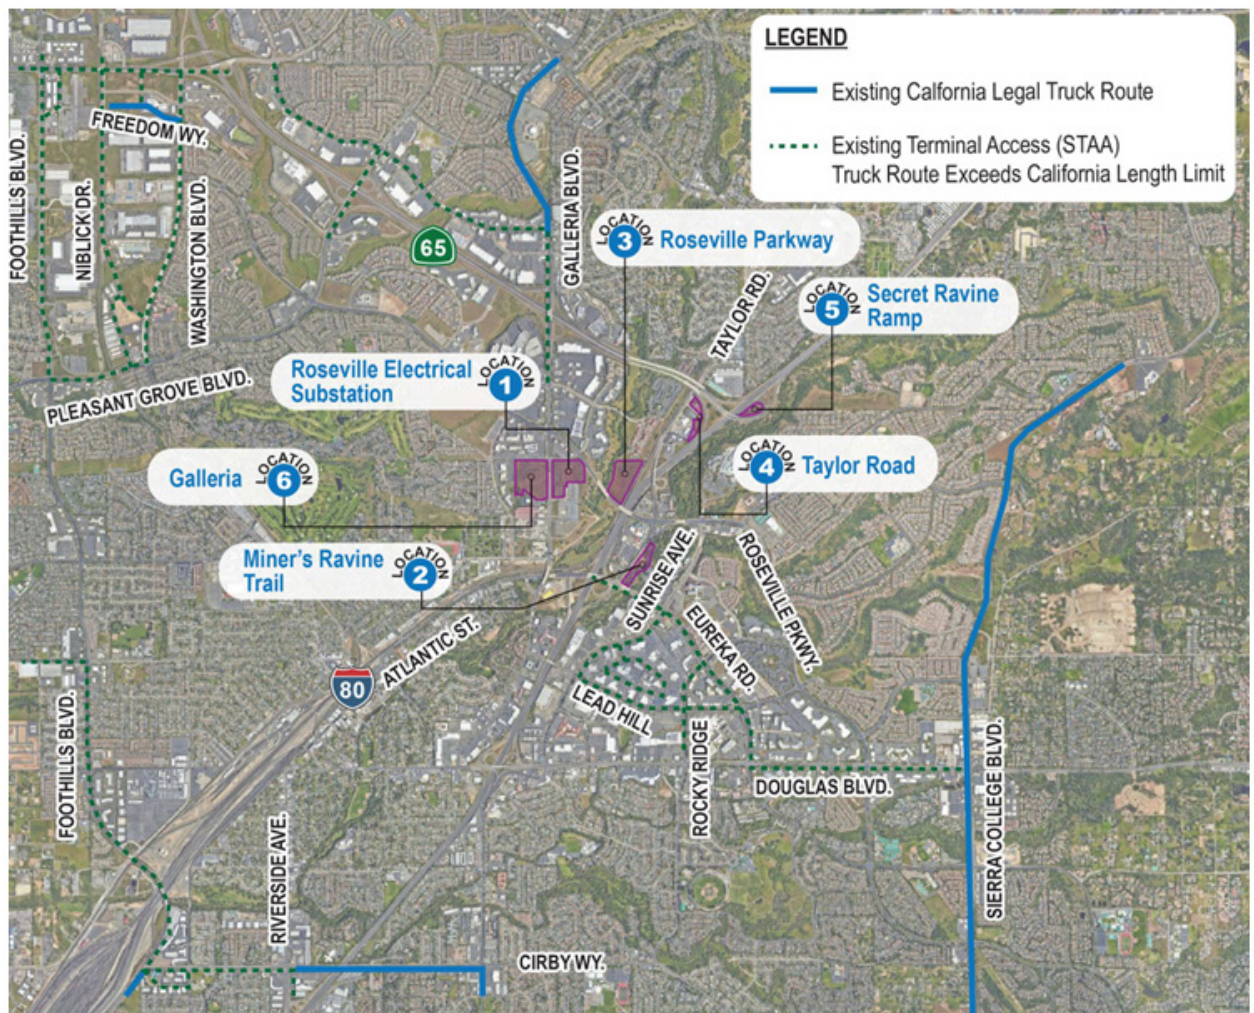 LEGEND
Existing Calfornia Legal Truck Route
Existing Terminal Access (STAA)
Truck Route Exceeds California Length Limit
FREEDOM WY.
FOOTHILLS BLVD.
NIBLICK DR.
WASHINGTON BLVD.
GALLERIA BLVD.
65
LOCATION
3
Roseville Parkway
TAYLOR RD.
LOCATION
5
Secret Ravine
Ramp
Roseville Electrical
Substation
LOCATION
1
PLEASANT GROVE BLVD.
Galleria
LOCATION
6
LOCATION
4
Taylor Road
Miner's Ravine
Trail
LOCATION
2
SUNRISE AVE.
ROSEVILLE PKWY.
EUREKA RD.
ATLANTIC ST.
80
LEAD HILL
FOOTHILLS BLVD.
ROCKY RIDGE
DOUGLAS BLVD.
SIERRA COLLEGE BLVD.
RIVERSIDE AVE.
CIRBY WY.